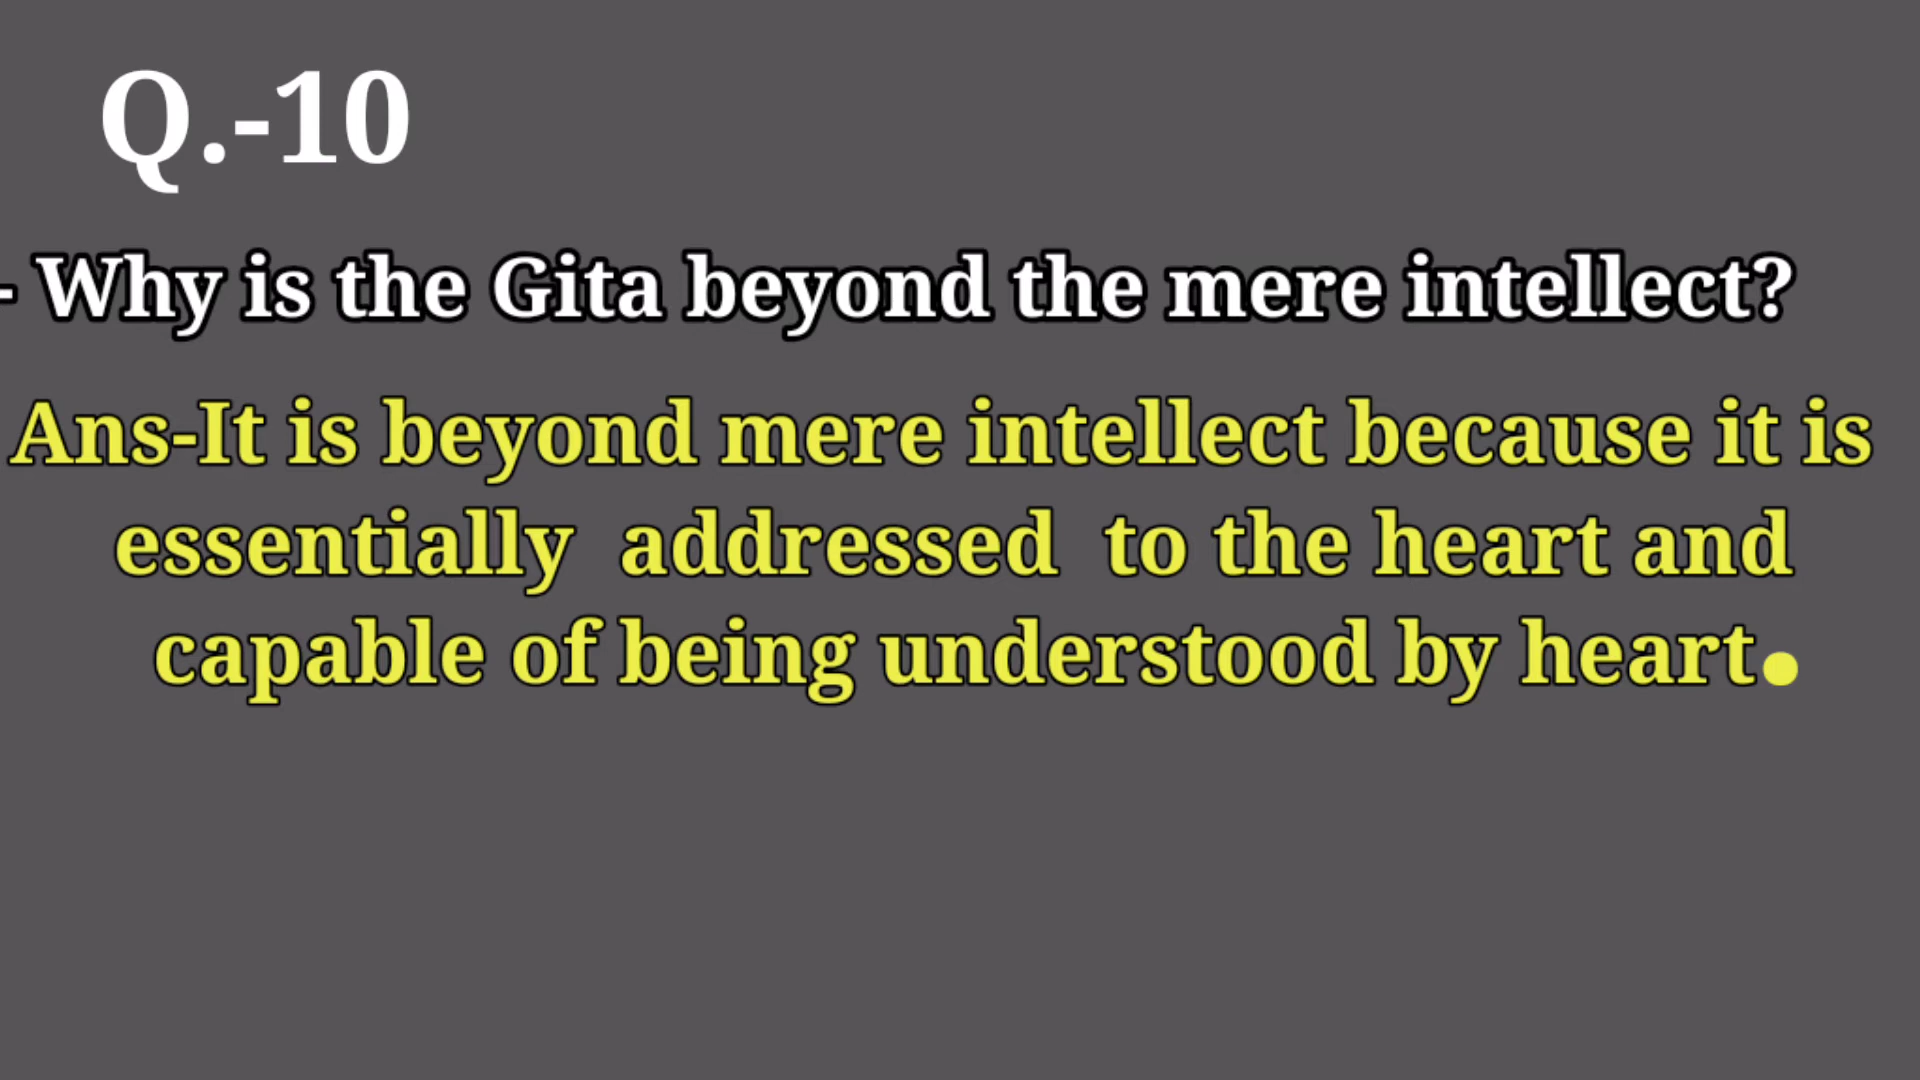 Q.-10
- Why is the Gita beyond the mere intellect?
Ans-It is beyond mere intellect because it is
essentially addressed to the heart and
capable of being understood by heart.